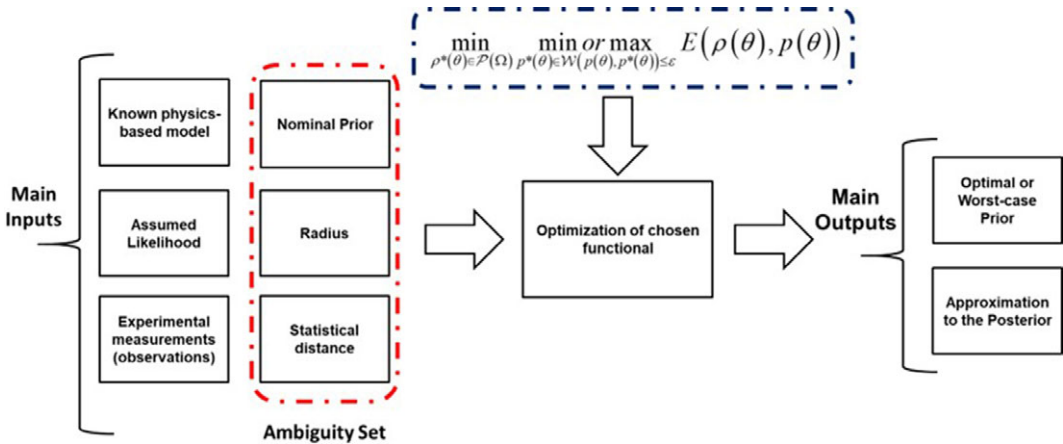 min min or max E(ρ(θ), p(θ))
ρ*(θ)∈𝒫(Ω) p*(θ)∈𝒲(p(θ), p*(θ))≤ε
Main
Inputs
Known physics-
based model
Nominal Prior
Assumed
Likelihood
Radius
Experimental
measurements
(observations)
Statistical
distance
Ambiguity Set
Optimization of chosen
functional
Main
Outputs
Optimal or
Worst-case
Prior
Approximation
to the Posterior